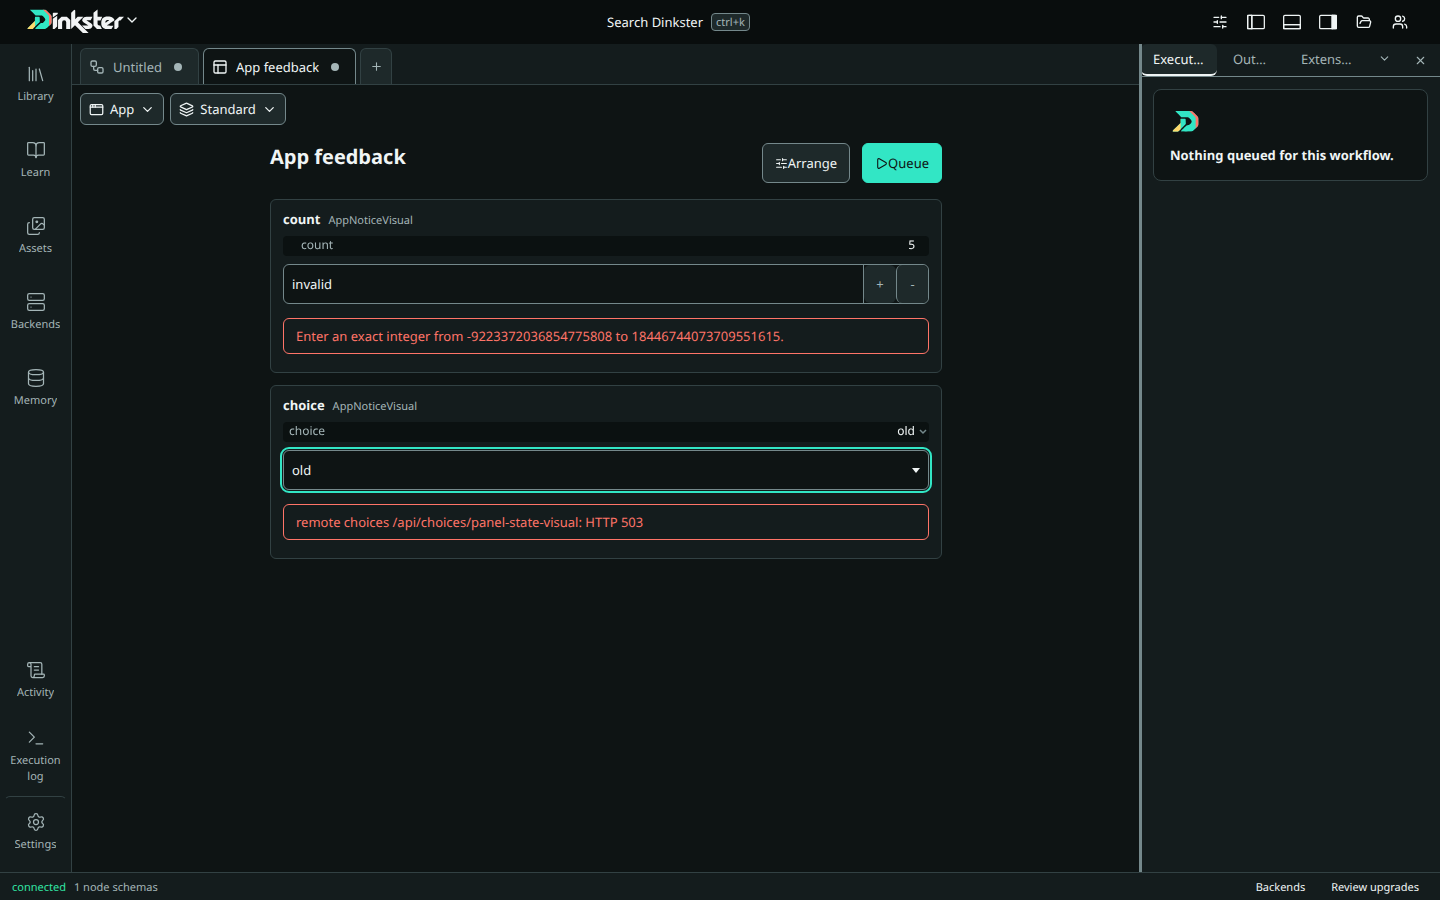 Dinkster
Search Dinkster ctrl+k
Untitled
App feedback
+
Execut...
Out...
Extens...
Library
Learn
Assets
Backends
Memory
Activity
Execution
log
Settings
App
Standard
App feedback
Arrange
Queue
count AppNoticeVisual
count 5
invalid + -
Enter an exact integer from -9223372036854775808 to 18446744073709551615.
choice AppNoticeVisual
choice old
old
remote choices /api/choices/panel-state-visual: HTTP 503
Nothing queued for this workflow.
connected 1 node schemas
Backends Review upgrades